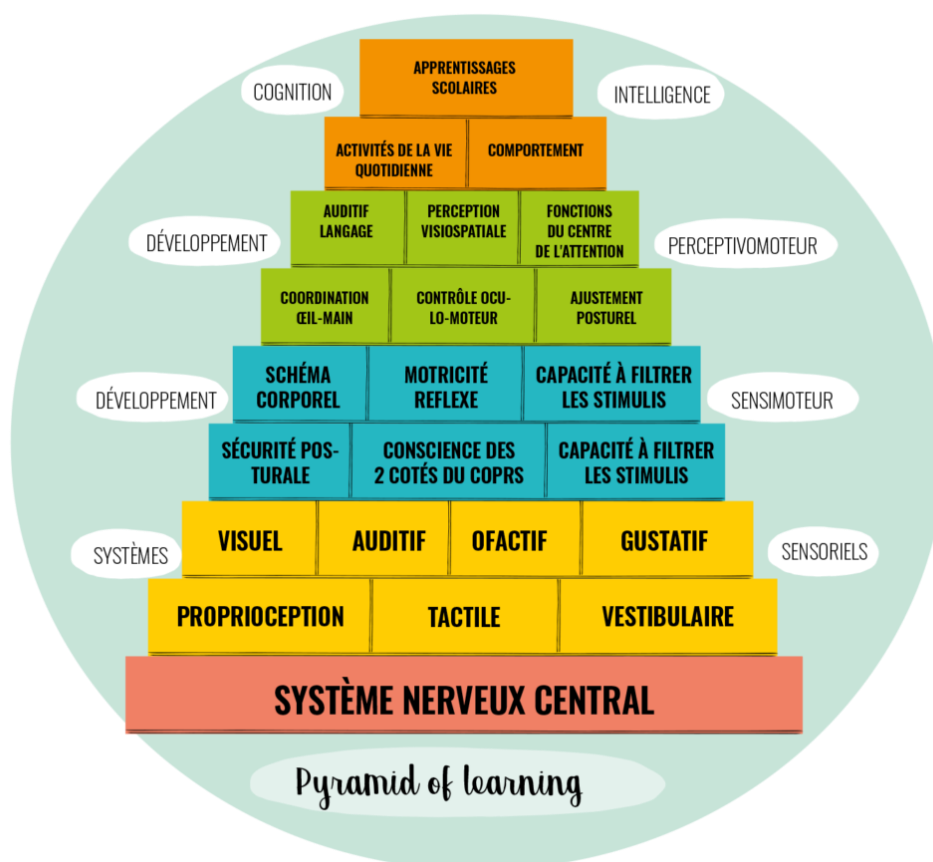 APPRENTISSAGES
SCOLAIRES
COGNITION
INTELLIGENCE
ACTIVITÉS DE LA VIE
QUOTIDIENNE
COMPORTEMENT
AUDITIF
LANGAGE
PERCEPTION
VISIOSPATIALE
FONCTIONS
DU CENTRE
DE L'ATTENTION
DÉVELOPPEMENT
PERCEPTIVOMOTEUR
COORDINATION
ŒIL-MAIN
CONTRÔLE OCU-
LO-MOTEUR
AJUSTEMENT
POSTUREL
SCHÉMA
CORPOREL
MOTRICITÉ
REFLEXE
CAPACITÉ À FILTRER
LES STIMULIS
DÉVELOPPEMENT
SENSIMOTEUR
SÉCURITÉ POS-
TURALE
CONSCIENCE DES
2 COTÉS DU COPRS
CAPACITÉ À FILTRER
LES STIMULIS
VISUEL
AUDITIF
OFACTIF
GUSTATIF
SYSTÈMES
SENSORIELS
PROPRIOCEPTION
TACTILE
VESTIBULAIRE
SYSTÈME NERVEUX CENTRAL
Pyramid of learning